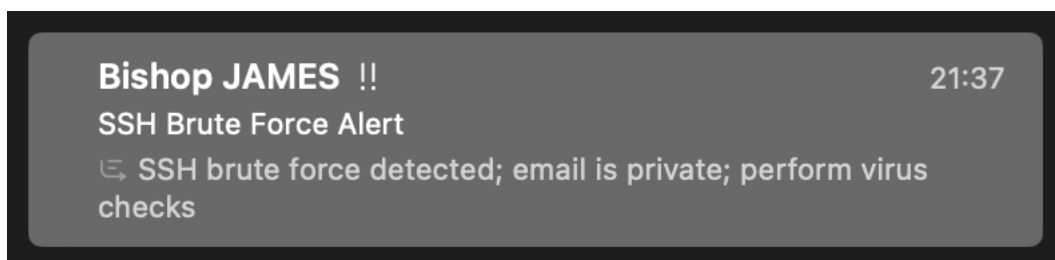 Bishop JAMES !! 21:37
SSH Brute Force Alert
SSH brute force detected; email is private; perform virus
checks